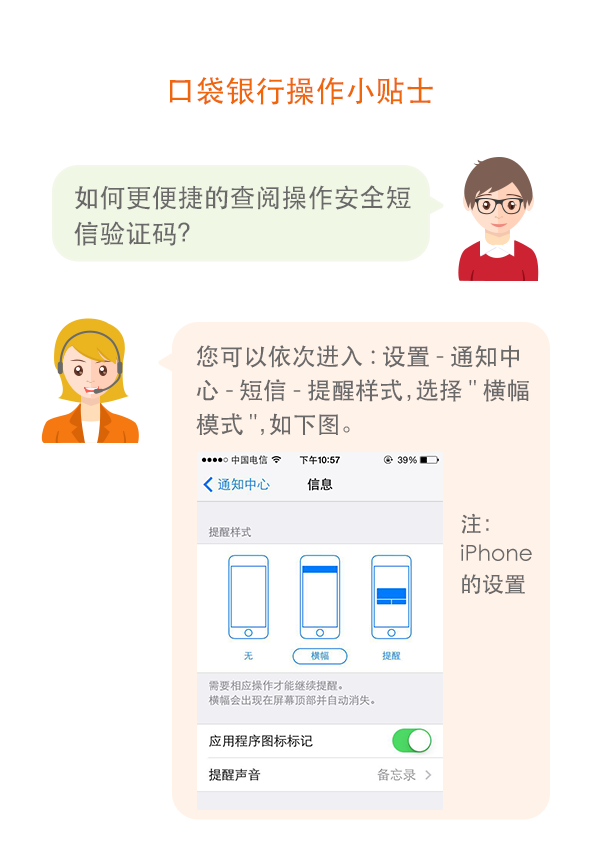 口袋银行操作小贴士
如何更便捷的查阅操作安全短
信验证码?
您可以依次进入：设置 - 通知中
心 - 短信 - 提醒样式,选择 " 横幅
模式 ",如下图。
中国电信 下午10:57 39%
通知中心 信息
提醒样式
无 横幅 提醒
需要相应操作才能继续提醒。
横幅会出现在屏幕顶部并自动消失。
应用程序图标标记
提醒声音 备忘录
注：
iPhone
的设置